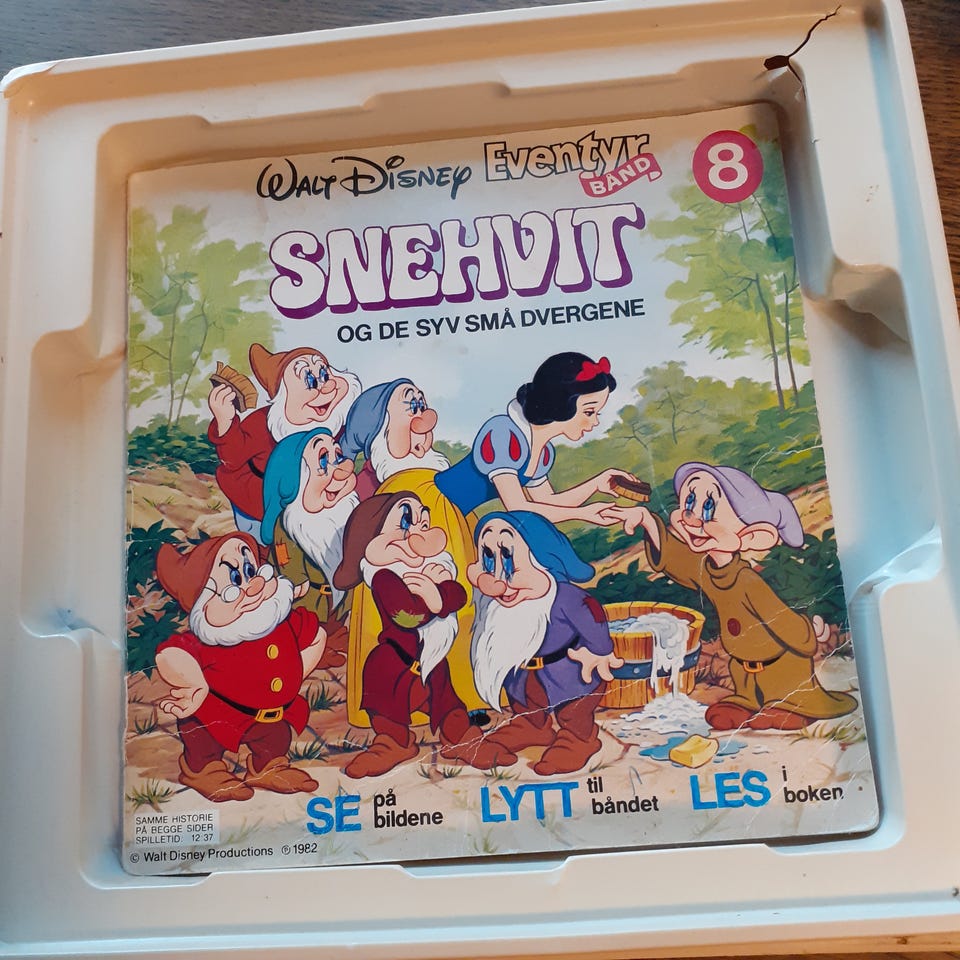 WALT DISNEY Eventyr BÅND 8
SNEHVIT
OG DE SYV SMÅ DVERGENE
SE på bildene LYTT til båndet LES i boken
SAMME HISTORIE
PÅ BEGGE SIDER
SPILLETID: 12:37
© Walt Disney Productions ℗ 1982